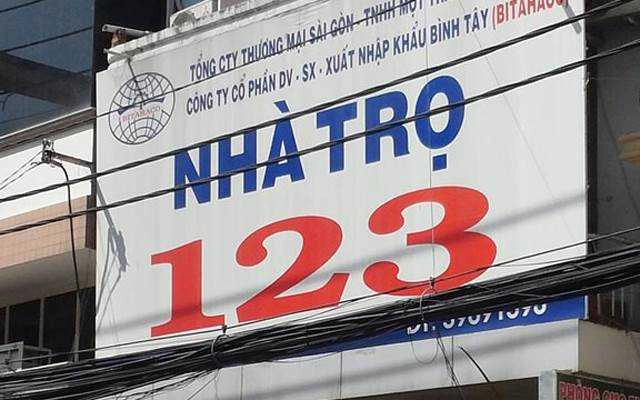 TỔNG CTY THƯƠNG MẠI SÀI GÒN - TNHH MỘT
CÔNG TY CỔ PHẦN DV - SX - XUẤT NHẬP KHẨU BÌNH TÂY (BITAHACO)
BITAHACO
NHÀ TRỌ
123